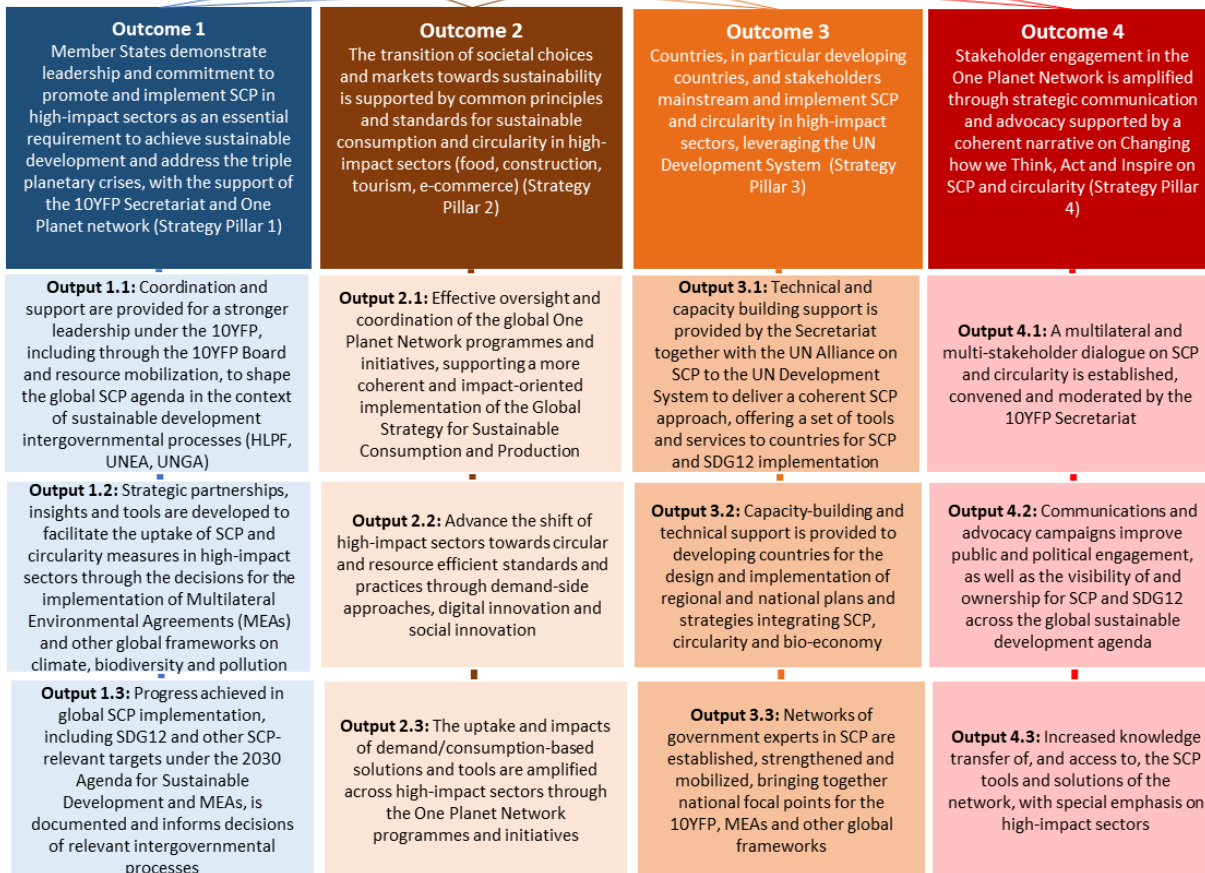 Outcome 1
Member States demonstrate
leadership and commitment to
promote and implement SCP in
high-impact sectors as an essential
requirement to achieve sustainable
development and address the triple
planetary crises, with the support of
the 10YFP Secretariat and One
Planet network (Strategy Pillar 1)
Output 1.1: Coordination and
support are provided for a stronger
leadership under the 10YFP,
including through the 10YFP Board
and resource mobilization, to shape
the global SCP agenda in the context
of sustainable development
intergovernmental processes (HLPF,
UNEA, UNGA)
Output 1.2: Strategic partnerships,
insights and tools are developed to
facilitate the uptake of SCP and
circularity measures in high-impact
sectors through the decisions for the
implementation of Multilateral
Environmental Agreements (MEAs)
and other global frameworks on
climate, biodiversity and pollution
Output 1.3: Progress achieved in
global SCP implementation,
including SDG12 and other SCP-
relevant targets under the 2030
Agenda for Sustainable
Development and MEAs, is
documented and informs decisions
of relevant intergovernmental
processes
Outcome 2
The transition of societal choices
and markets towards sustainability
is supported by common principles
and standards for sustainable
consumption and circularity in high-
impact sectors (food, construction,
tourism, e-commerce) (Strategy
Pillar 2)
Output 2.1: Effective oversight and
coordination of the global One
Planet Network programmes and
initiatives, supporting a more
coherent and impact-oriented
implementation of the Global
Strategy for Sustainable
Consumption and Production
Output 2.2: Advance the shift of
high-impact sectors towards circular
and resource efficient standards and
practices through demand-side
approaches, digital innovation and
social innovation
Output 2.3: The uptake and impacts
of demand/consumption-based
solutions and tools are amplified
across high-impact sectors through
the One Planet Network
programmes and initiatives
Outcome 3
Countries, in particular developing
countries, and stakeholders
mainstream and implement SCP
and circularity in high-impact
sectors, leveraging the UN
Development System (Strategy
Pillar 3)
Output 3.1: Technical and
capacity building support is
provided by the Secretariat
together with the UN Alliance on
SCP to the UN Development
System to deliver a coherent SCP
approach, offering a set of tools
and services to countries for SCP
and SDG12 implementation
Output 3.2: Capacity-building and
technical support is provided to
developing countries for the
design and implementation of
regional and national plans and
strategies integrating SCP,
circularity and bio-economy
Output 3.3: Networks of
government experts in SCP are
established, strengthened and
mobilized, bringing together
national focal points for the
10YFP, MEAs and other global
frameworks
Outcome 4
Stakeholder engagement in the
One Planet Network is amplified
through strategic communication
and advocacy supported by a
coherent narrative on Changing
how we Think, Act and Inspire on
SCP and circularity (Strategy Pillar
4)
Output 4.1: A multilateral and
multi-stakeholder dialogue on SCP
and circularity is established,
convened and moderated by the
10YFP Secretariat
Output 4.2: Communications and
advocacy campaigns improve
public and political engagement,
as well as the visibility of and
ownership for SCP and SDG12
across the global sustainable
development agenda
Output 4.3: Increased knowledge
transfer of, and access to, the SCP
tools and solutions of the
network, with special emphasis on
high-impact sectors